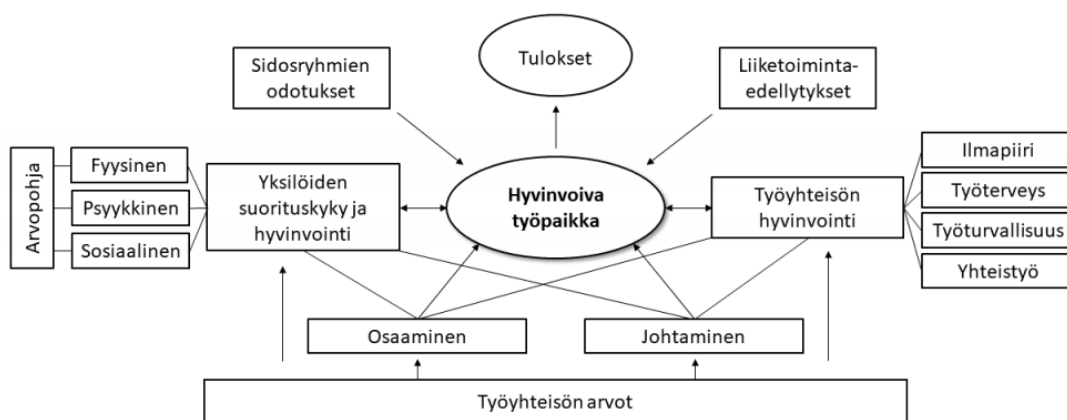 Tulokset
Sidosryhmien
odotukset
Liiketoiminta-
edellytykset
Arvopohja
Fyysinen
Psyykkinen
Sosiaalinen
Yksilöiden
suorituskyky ja
hyvinvointi
Hyvinvoiva
työpaikka
Työyhteisön
hyvinvointi
Ilmapiiri
Työterveys
Työturvallisuus
Yhteistyö
Osaaminen
Johtaminen
Työyhteisön arvot